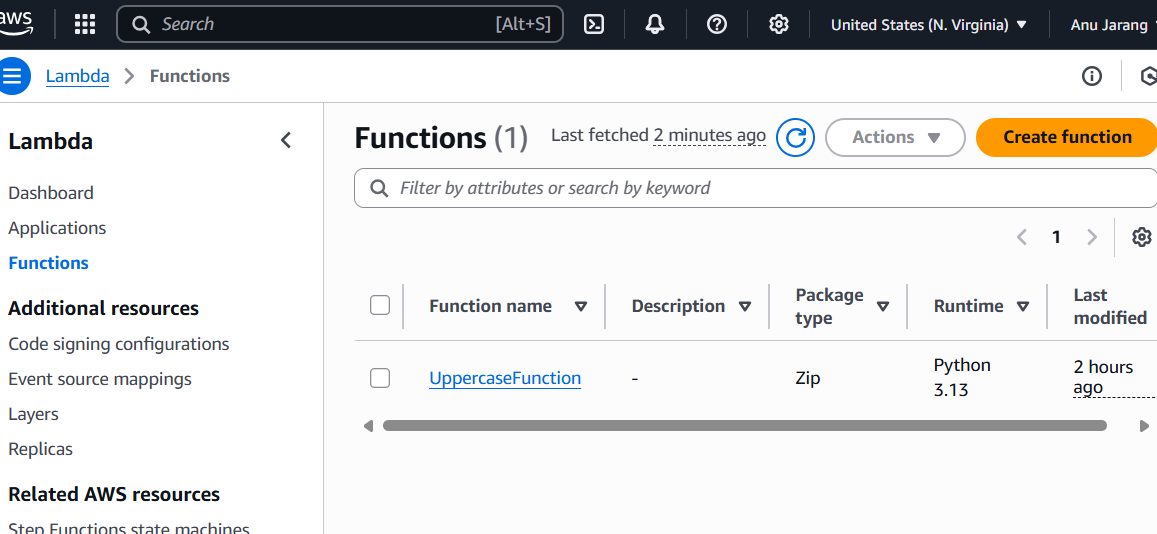 aws
Search [Alt+S] United States (N. Virginia) Anu Jarang
Lambda Functions
Lambda
Dashboard
Applications
Functions
Additional resources
Code signing configurations
Event source mappings
Layers
Replicas
Related AWS resources
Step Functions state machines
Functions (1) Last fetched 2 minutes ago Actions Create function
Filter by attributes or search by keyword
1
Function name Description Package type Runtime Last modified
UppercaseFunction - Zip Python 3.13 2 hours ago